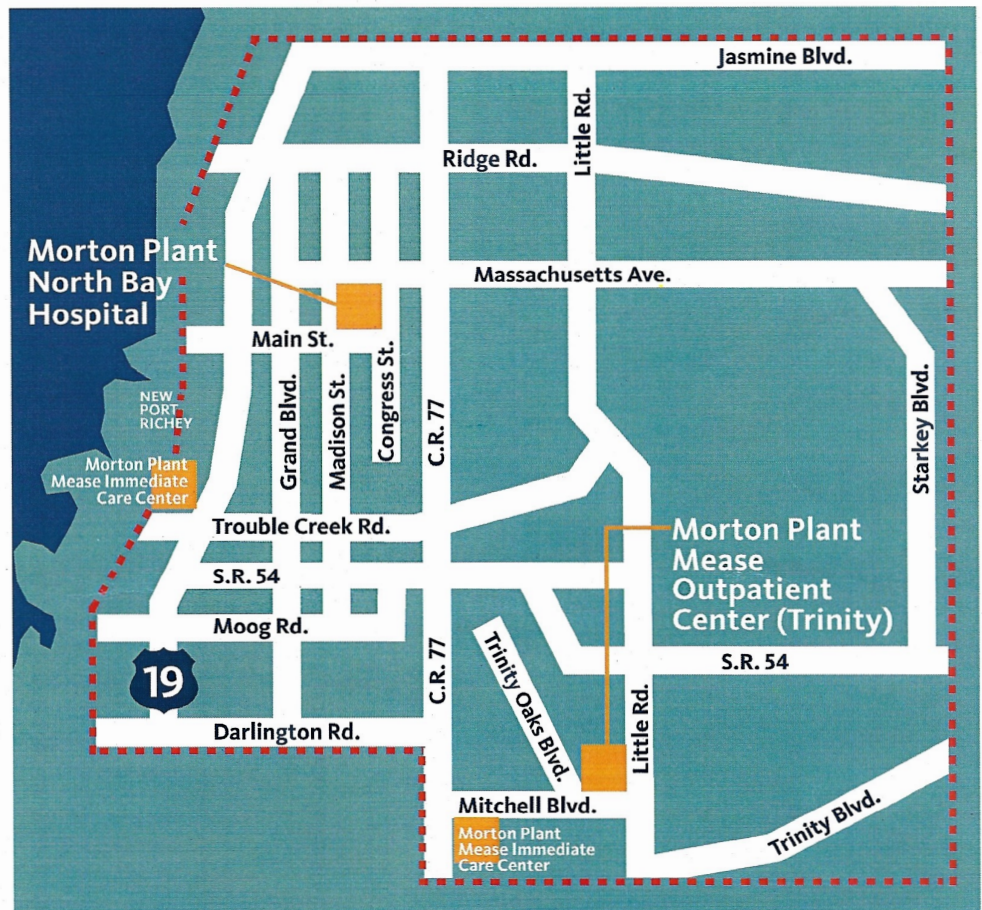 Jasmine Blvd.
Little Rd.
Ridge Rd.
Morton Plant
North Bay
Hospital
Massachusetts Ave.
Main St.
Grand Blvd.
Madison St.
Congress St.
C.R. 77
Starkey Blvd.
NEW
PORT
RICHEY
Morton Plant
Mease Immediate
Care Center
Trouble Creek Rd.
Morton Plant
Mease
Outpatient
Center (Trinity)
S.R. 54
Moog Rd.
19
C.R. 77
Trinity Oaks Blvd.
S.R. 54
Little Rd.
Darlington Rd.
Mitchell Blvd.
Trinity Blvd.
Morton Plant
Mease Immediate
Care Center